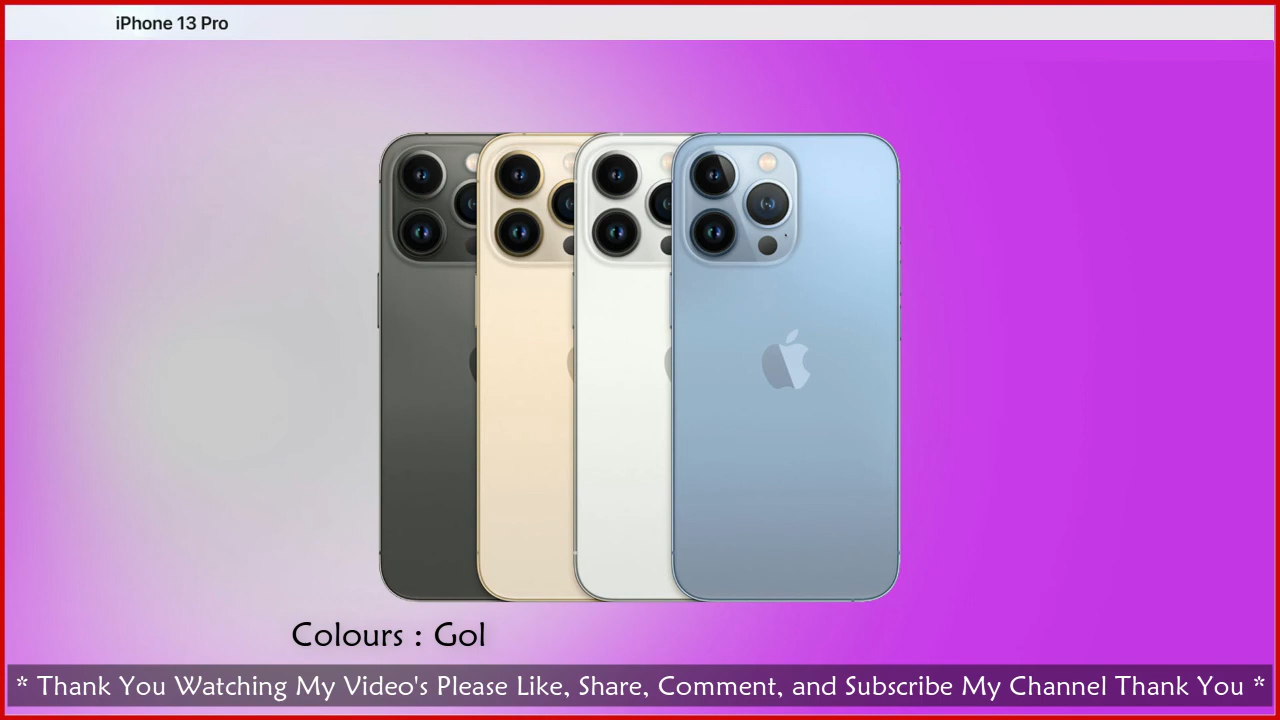 iPhone 13 Pro
Colours : Gol
* Thank You Watching My Video's Please Like, Share, Comment, and Subscribe My Channel Thank You *